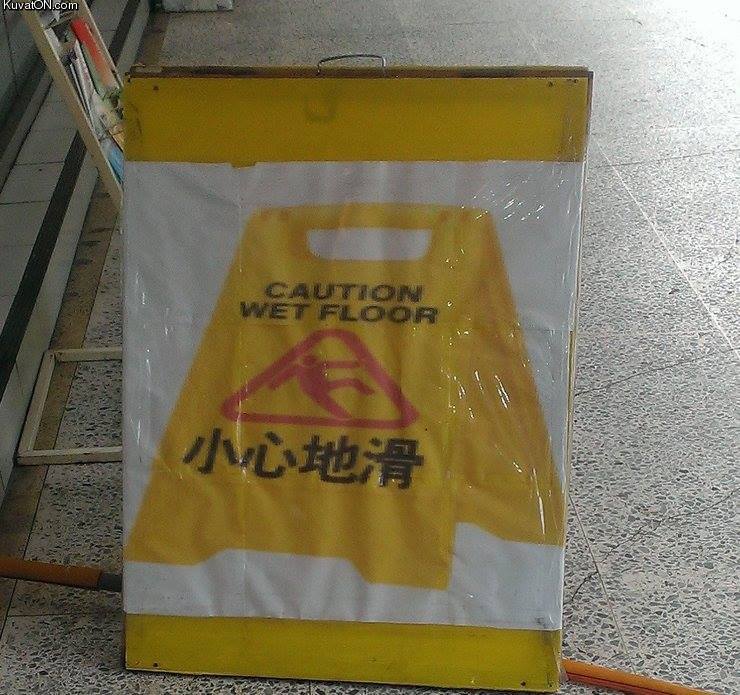 KuvatON.com
CAUTION
WET FLOOR
小心地滑